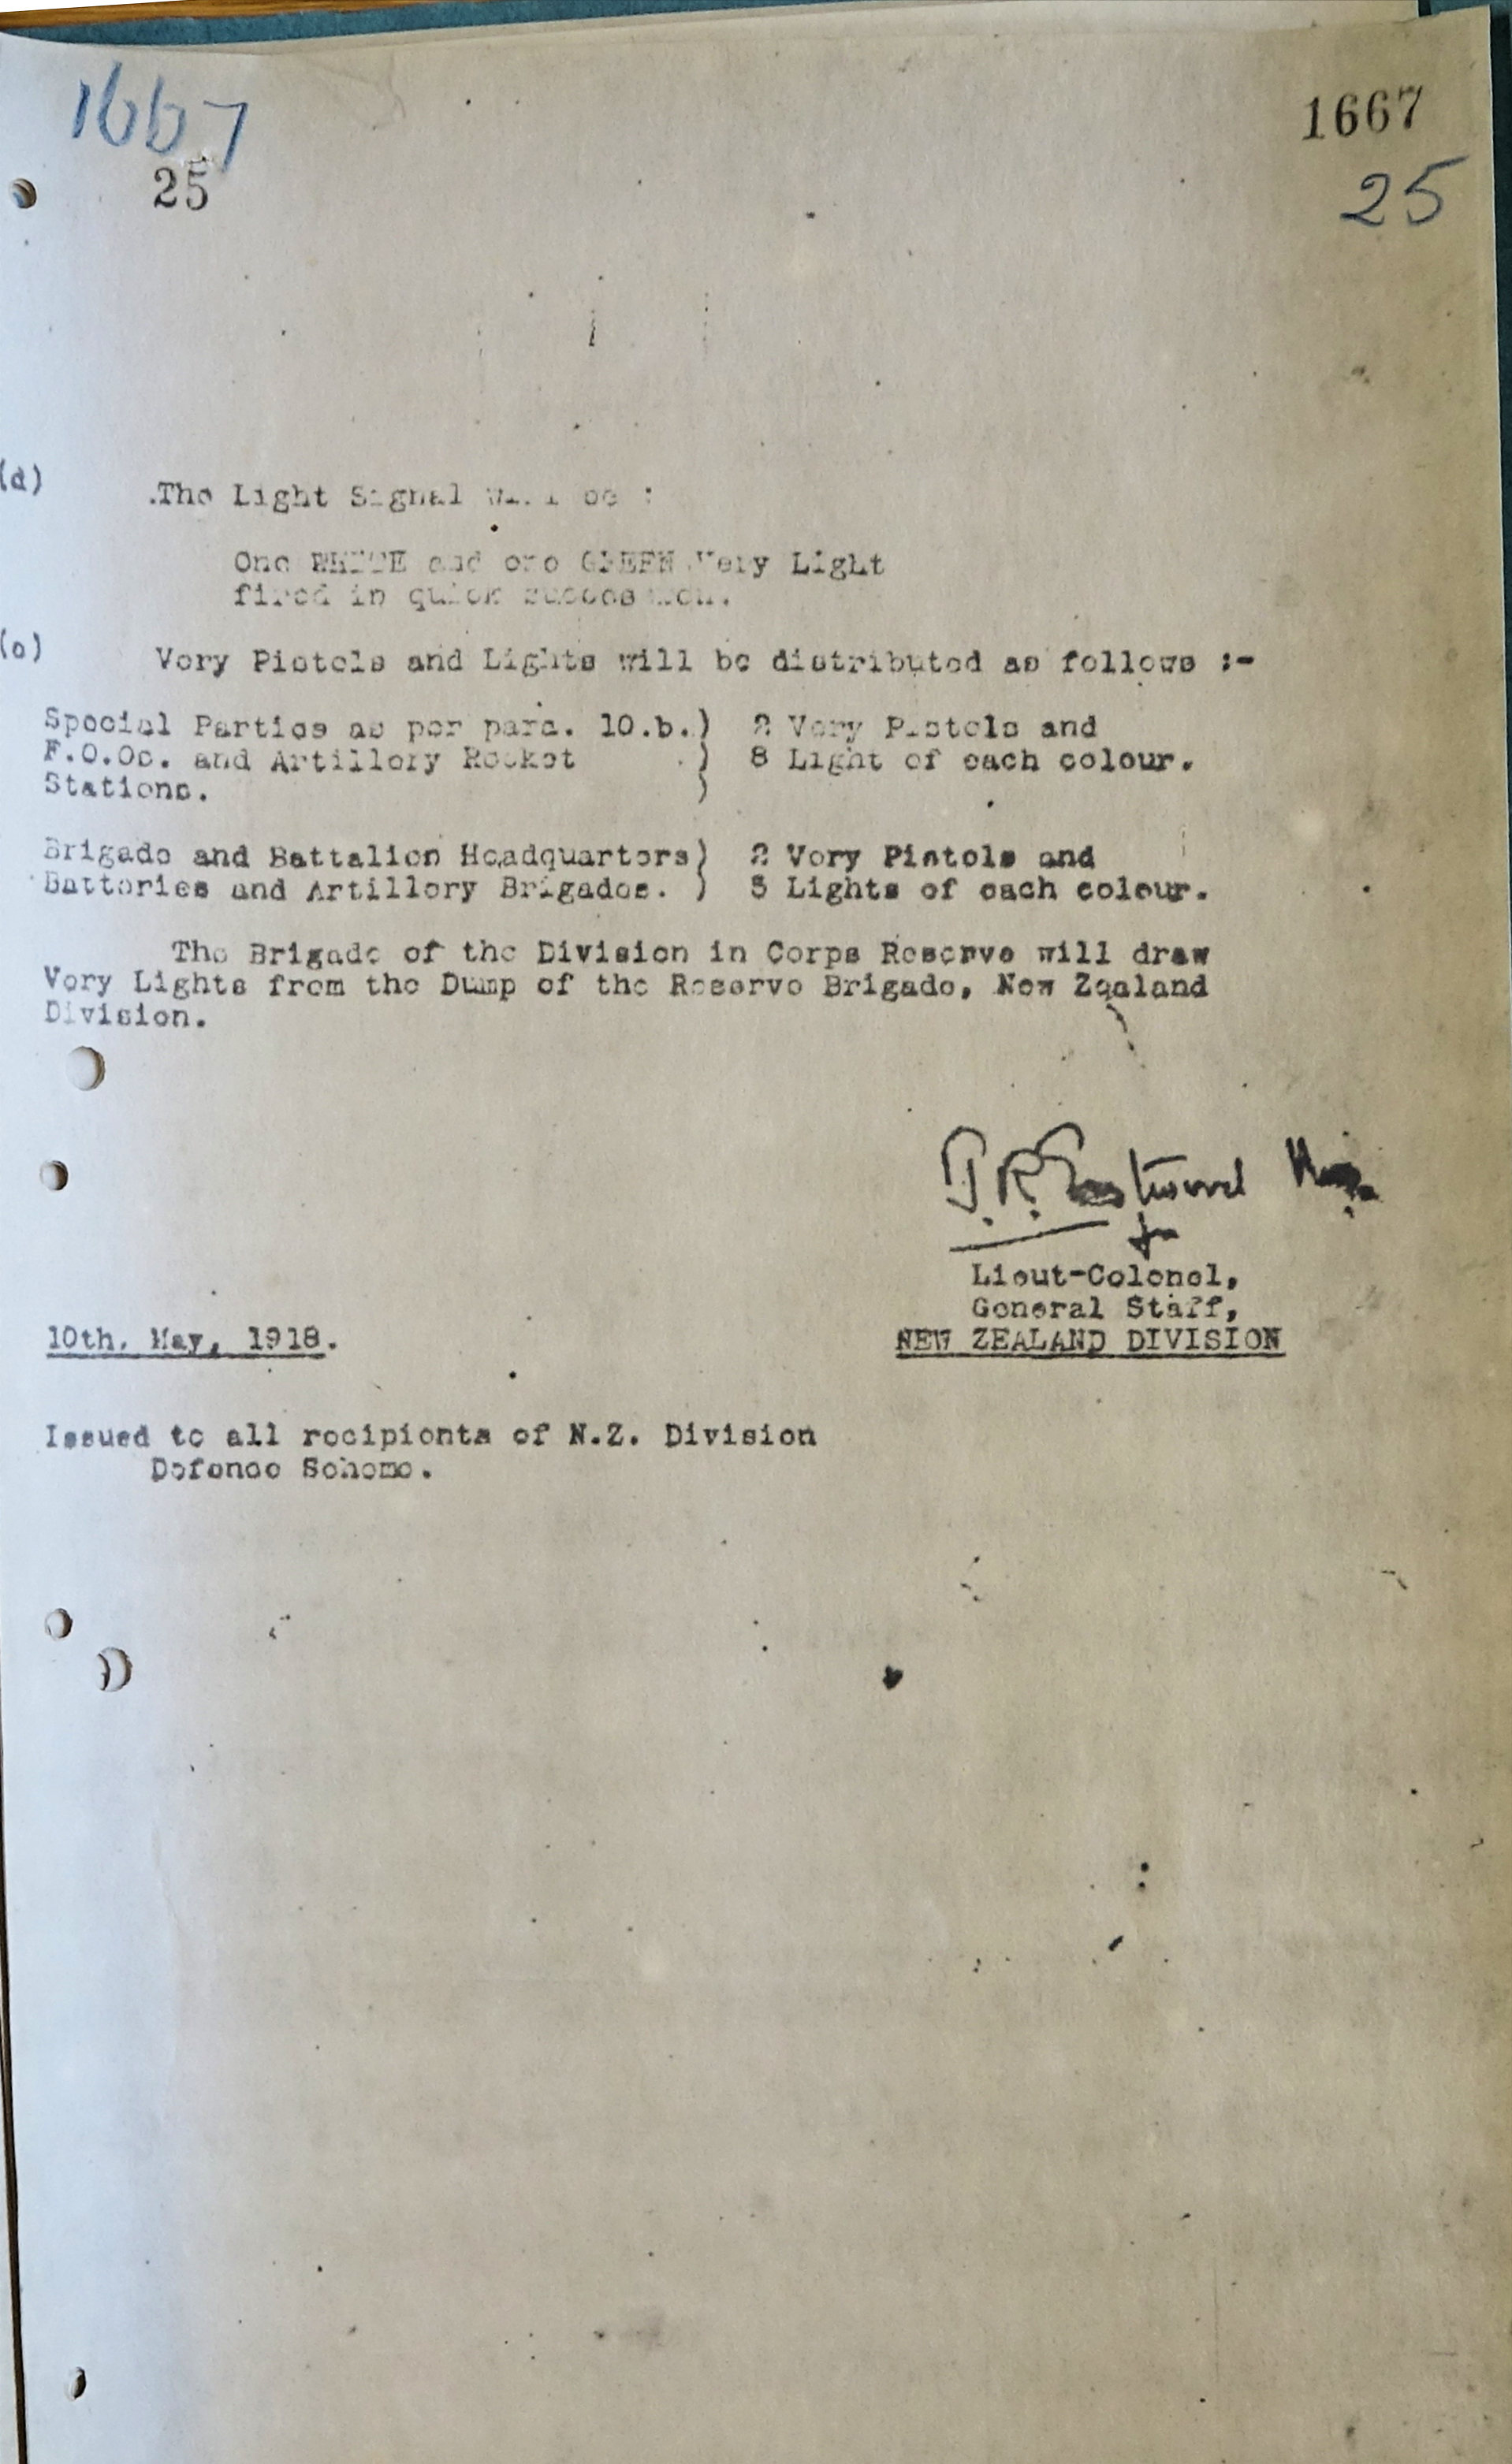 1667
1667
25
25
(d) The Light Signal will be :
One WHITE and one GREEN Very Light
fired in quick succession.
(e) Very Pistols and Lights will be distributed as follows :-
Special Parties as per para. 10.b.) 2 Very Pistols and
F.O.Os. and Artillery Rocket ) 8 Light of each colour.
Stations. )
Brigade and Battalion Headquarters) 2 Very Pistols and
Batteries and Artillery Brigades. ) Lights of each colour.
The Brigade of the Division in Corps Reserve will draw
Very Lights from the Dump of the Reserve Brigade, New Zealand
Division.
T.R. Eastwood
for
Lieut-Colonel,
General Staff,
10th. May, 1918. NEW ZEALAND DIVISION
Issued to all recipients of N.Z. Division
Defence Scheme.